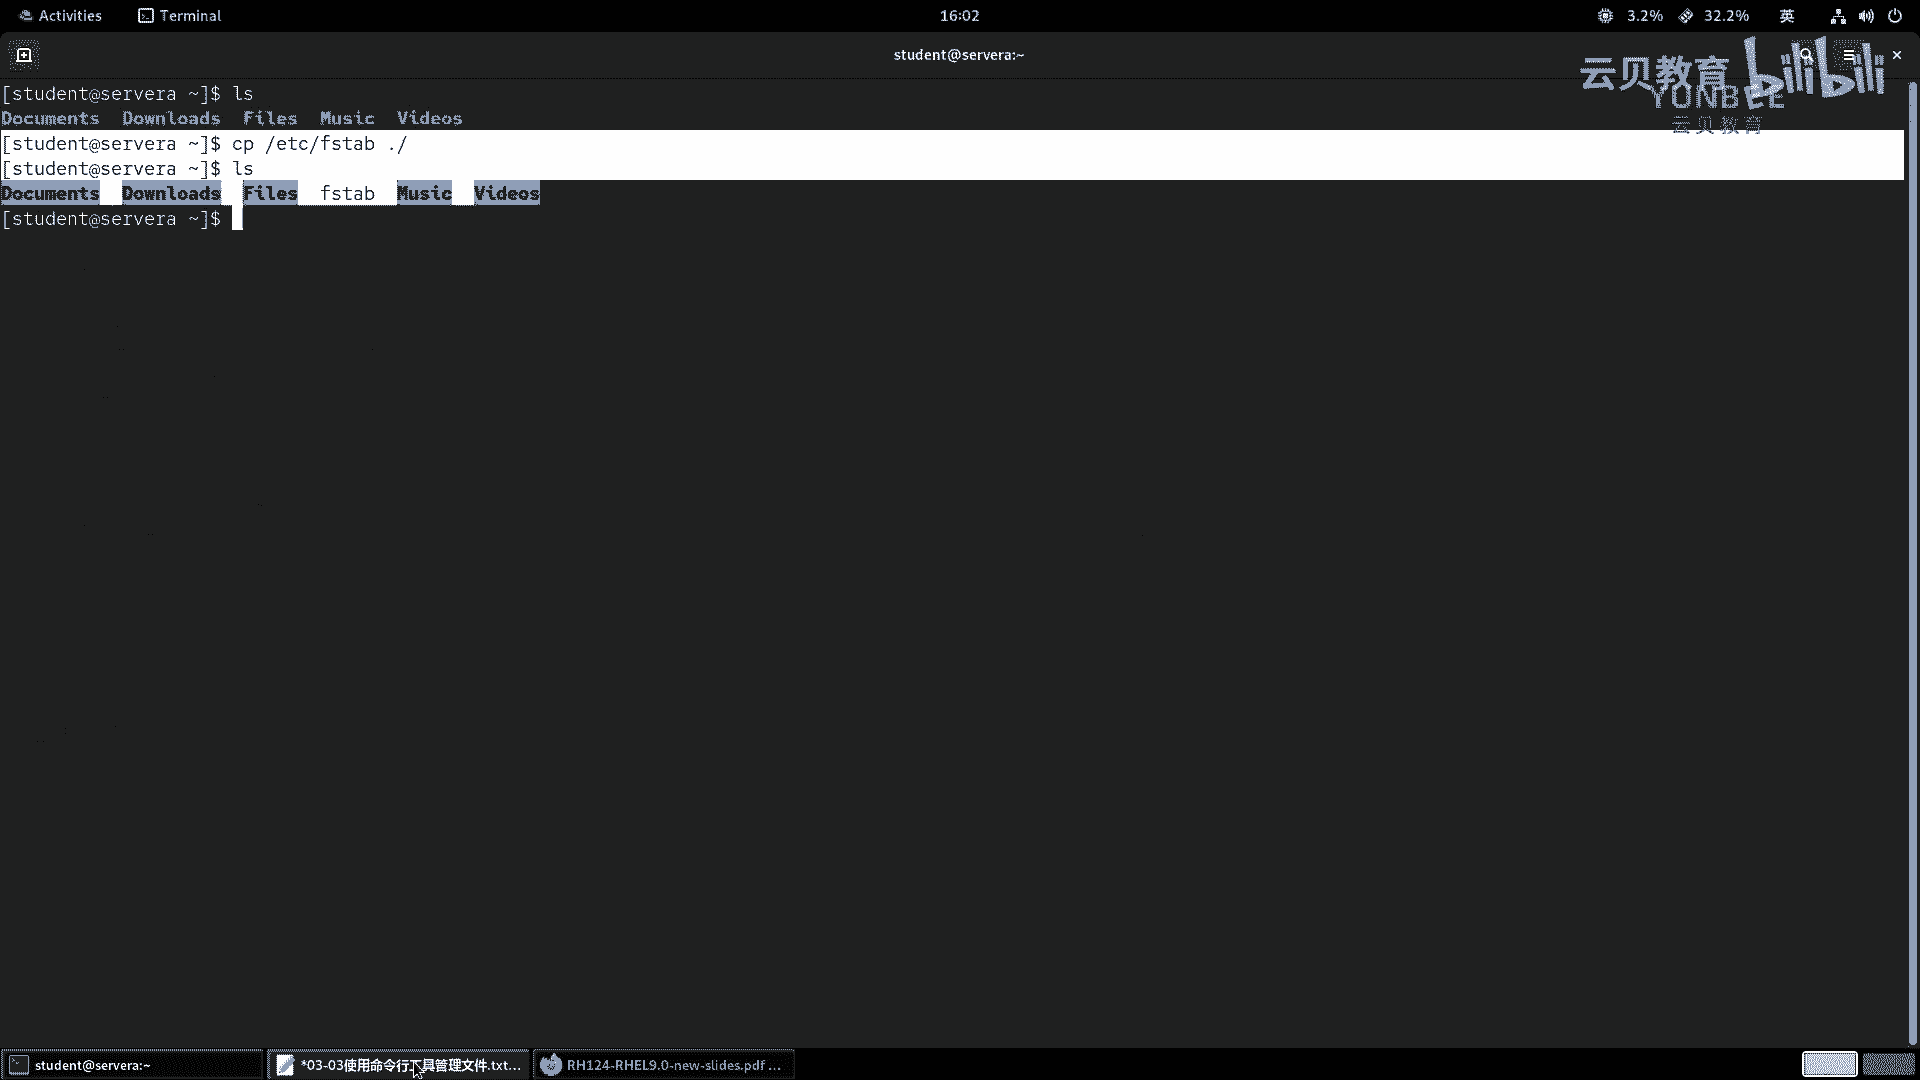 Activities Terminal 16:02 3.2% 32.2% 英
student@servera:~
云贝教育 bilibili
YUNBEE
云贝教育
[student@servera ~]$ ls
Documents Downloads Files Music Videos
[student@servera ~]$ cp /etc/fstab ./
[student@servera ~]$ ls
Documents Downloads Files fstab Music Videos
[student@servera ~]$
student@servera:~ *03-03使用命令行工具管理文件.txt... RH124-RHEL9.0-new-slides.pdf ...